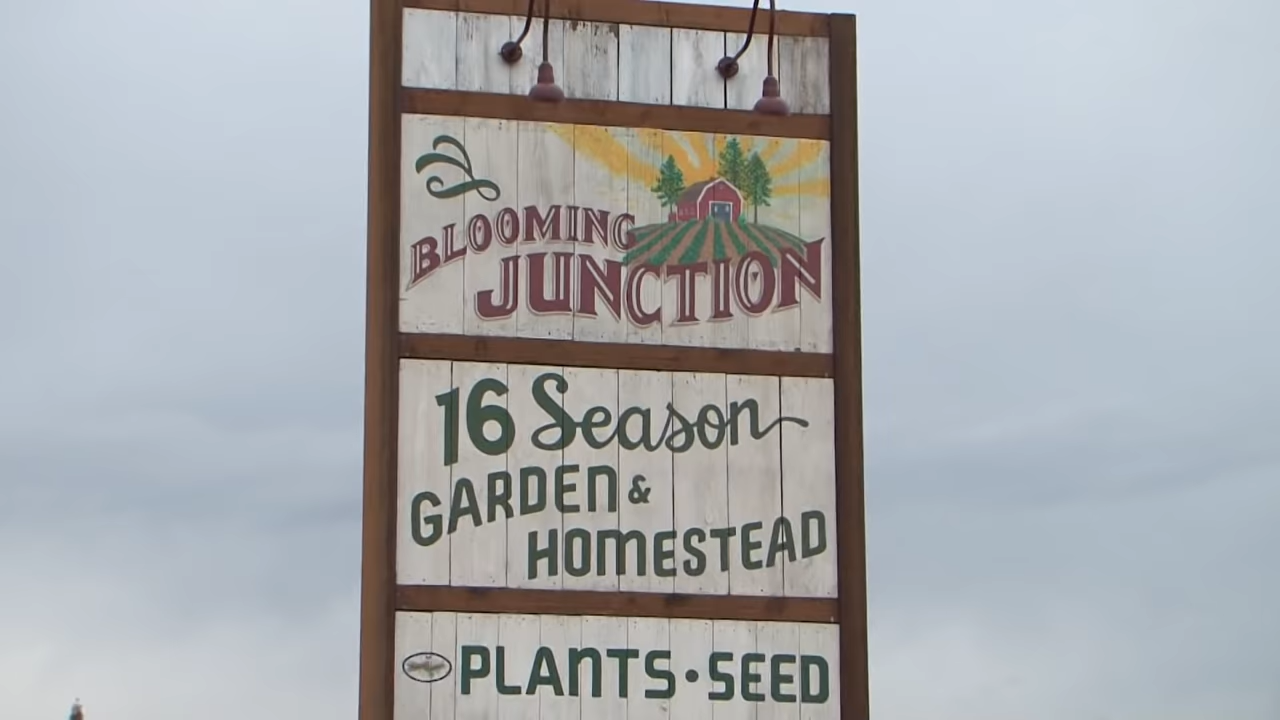 BLOOMING
JUNCTION
16 Season
GARDEN &
HOMESTEAD
PLANTS • SEED